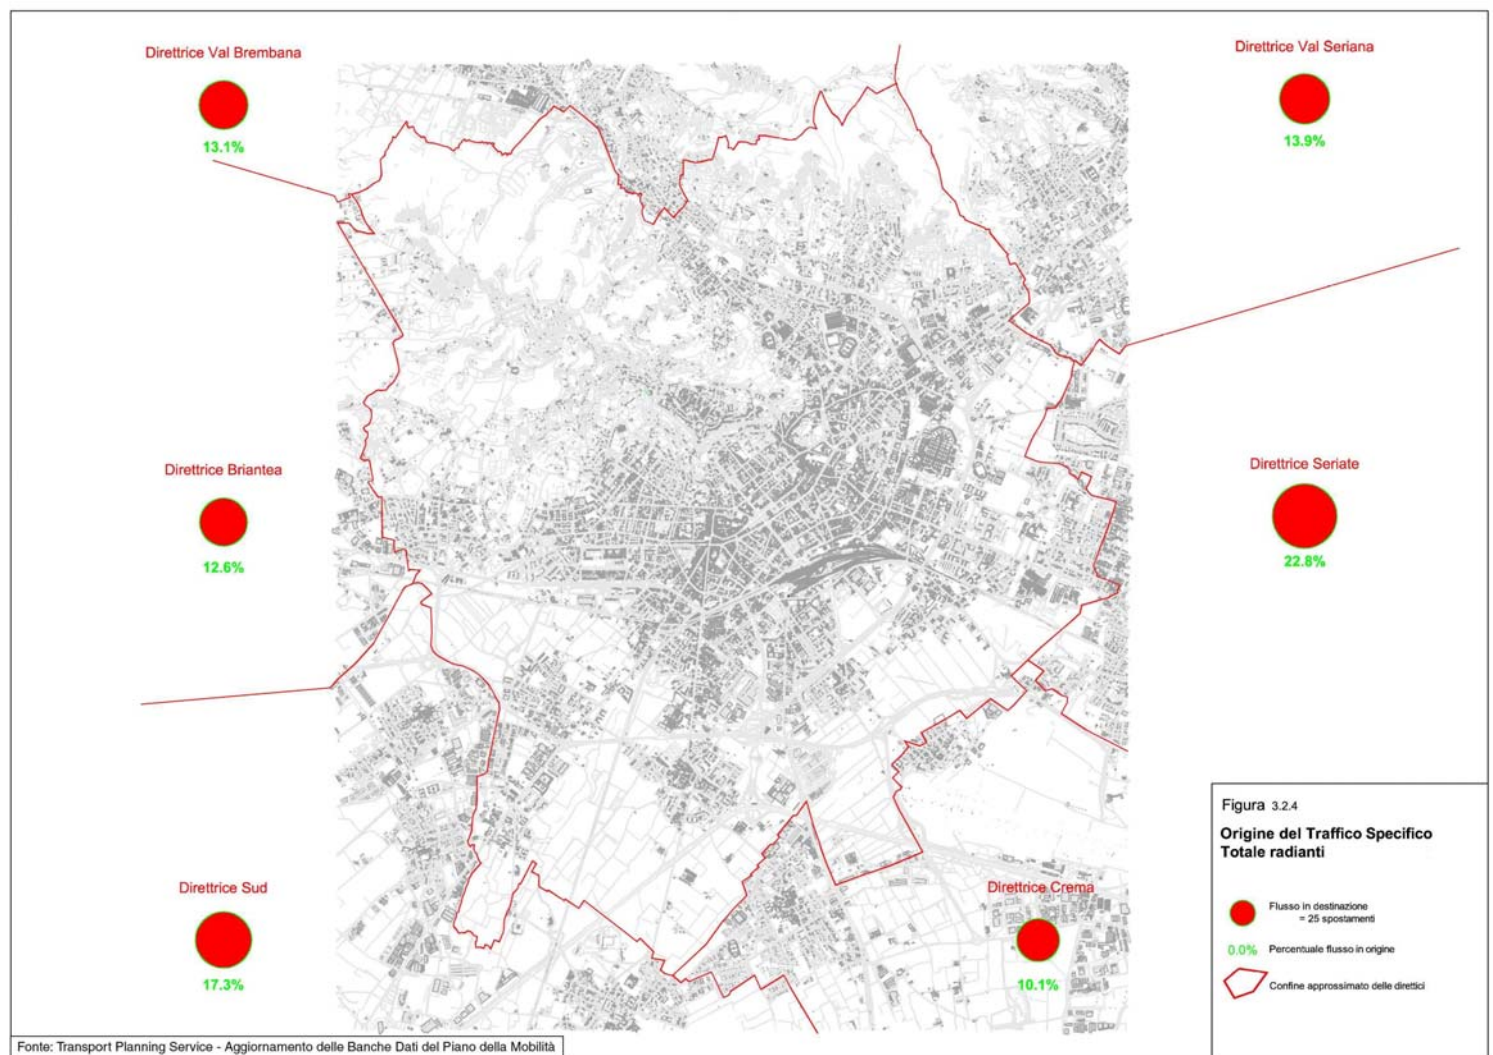 Direttrice Val Brembana
13.1%
Direttrice Val Seriana
13.9%
Direttrice Briantea
12.6%
Direttrice Seriate
22.8%
Direttrice Sud
17.3%
Direttrice Crema
10.1%
Figura 3.2.4
Origine del Traffico Specifico
Totale radianti
Flusso in destinazione
= 25 spostamenti
0.0% Percentuale flusso in origine
Confine approssimato delle direttici
Fonte: Transport Planning Service - Aggiornamento delle Banche Dati del Piano della Mobilità